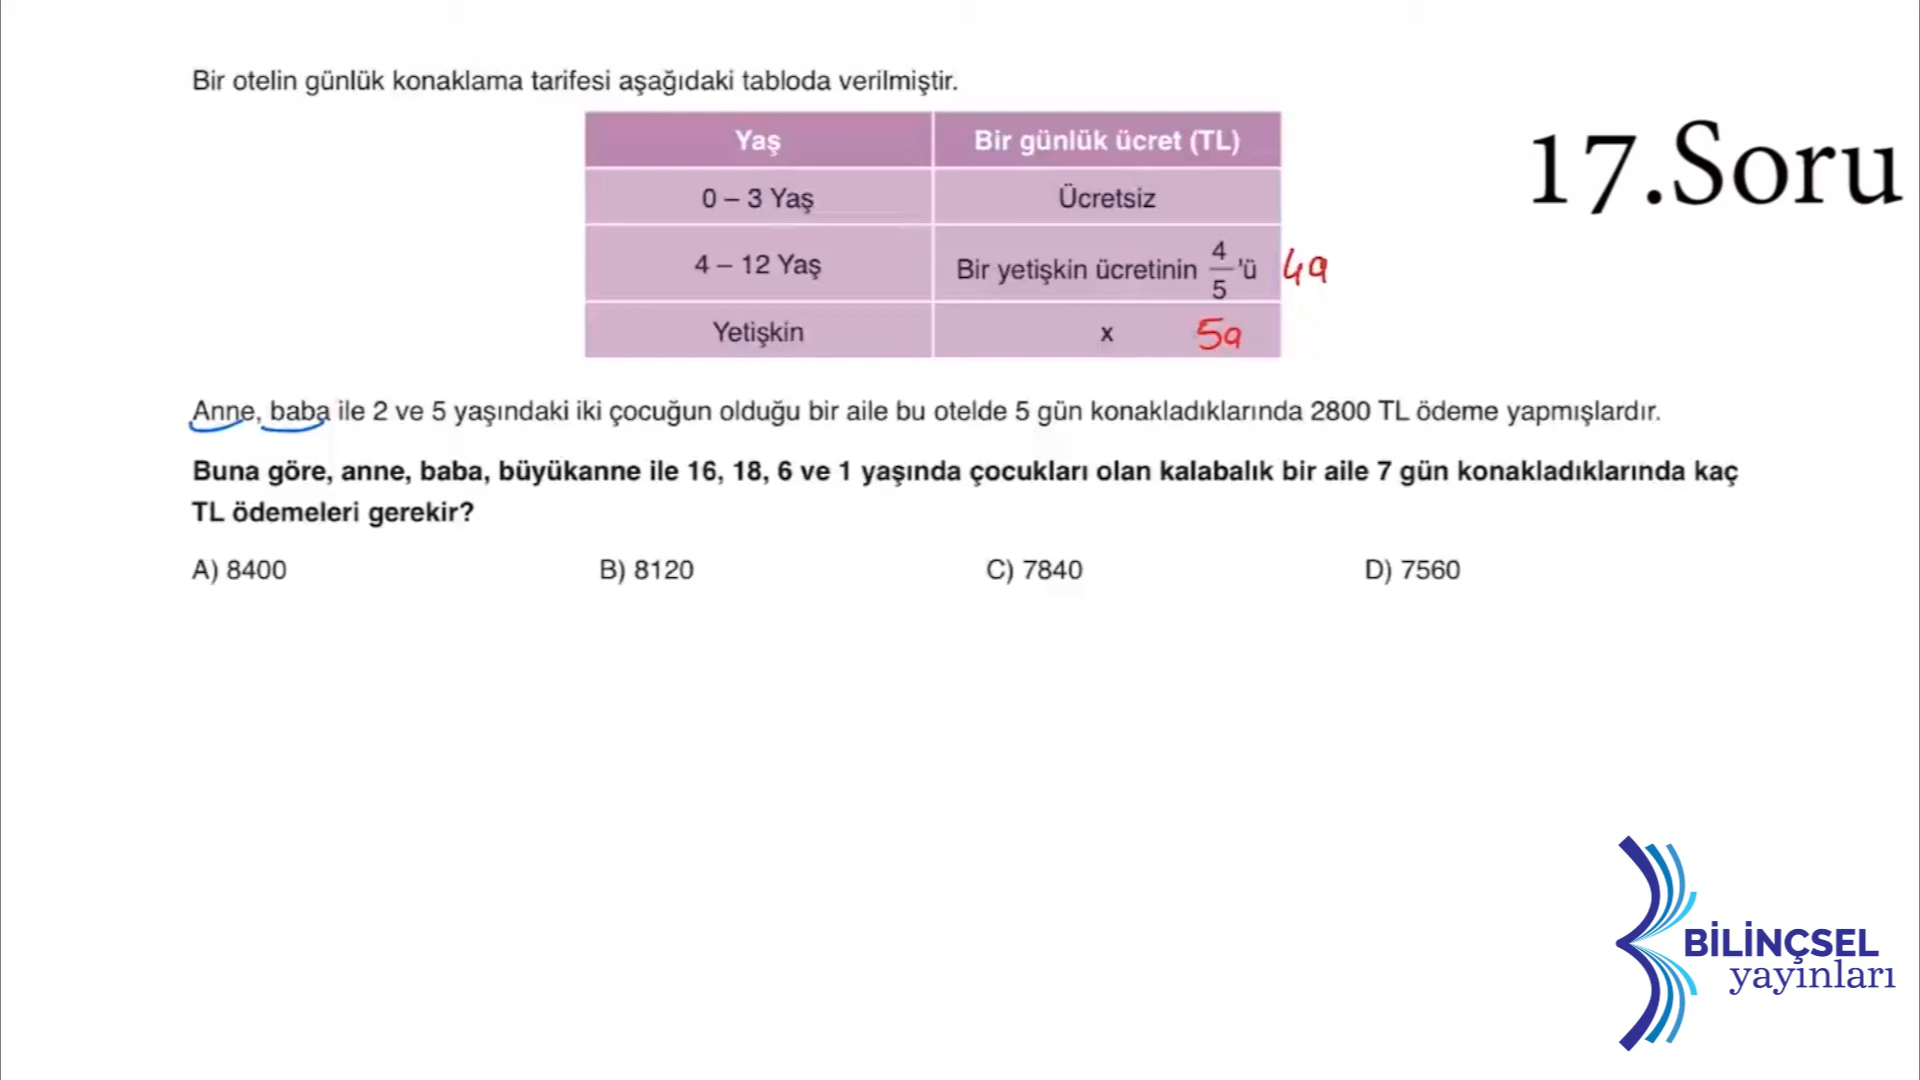 Bir otelin günlük konaklama tarifesi aşağıdaki tabloda verilmiştir.
17.Soru
Yaş Bir günlük ücret (TL)
0 – 3 Yaş Ücretsiz
4 – 12 Yaş Bir yetişkin ücretinin 4/5 'ü 4a
Yetişkin x 5a
Anne, baba ile 2 ve 5 yaşındaki iki çocuğun olduğu bir aile bu otelde 5 gün konakladıklarında 2800 TL ödeme yapmışlardır.
Buna göre, anne, baba, büyükanne ile 16, 18, 6 ve 1 yaşında çocukları olan kalabalık bir aile 7 gün konakladıklarında kaç
TL ödemeleri gerekir?
A) 8400 B) 8120 C) 7840 D) 7560
BİLİNÇSEL
yayınları